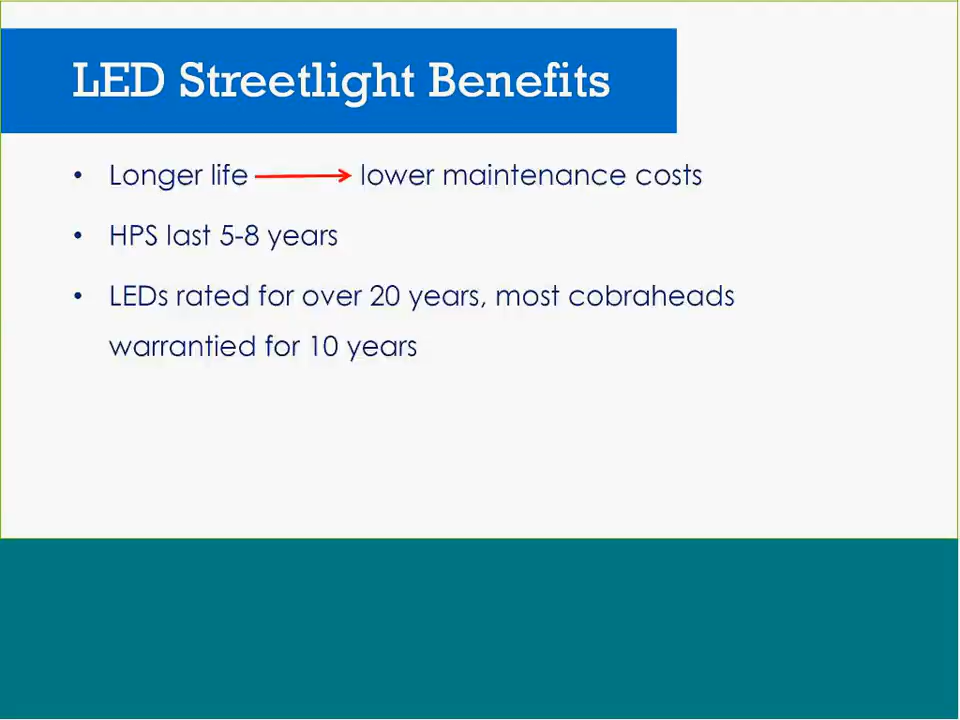 LED Streetlight Benefits
• Longer life → lower maintenance costs
• HPS last 5-8 years
• LEDs rated for over 20 years, most cobraheads
warrantied for 10 years